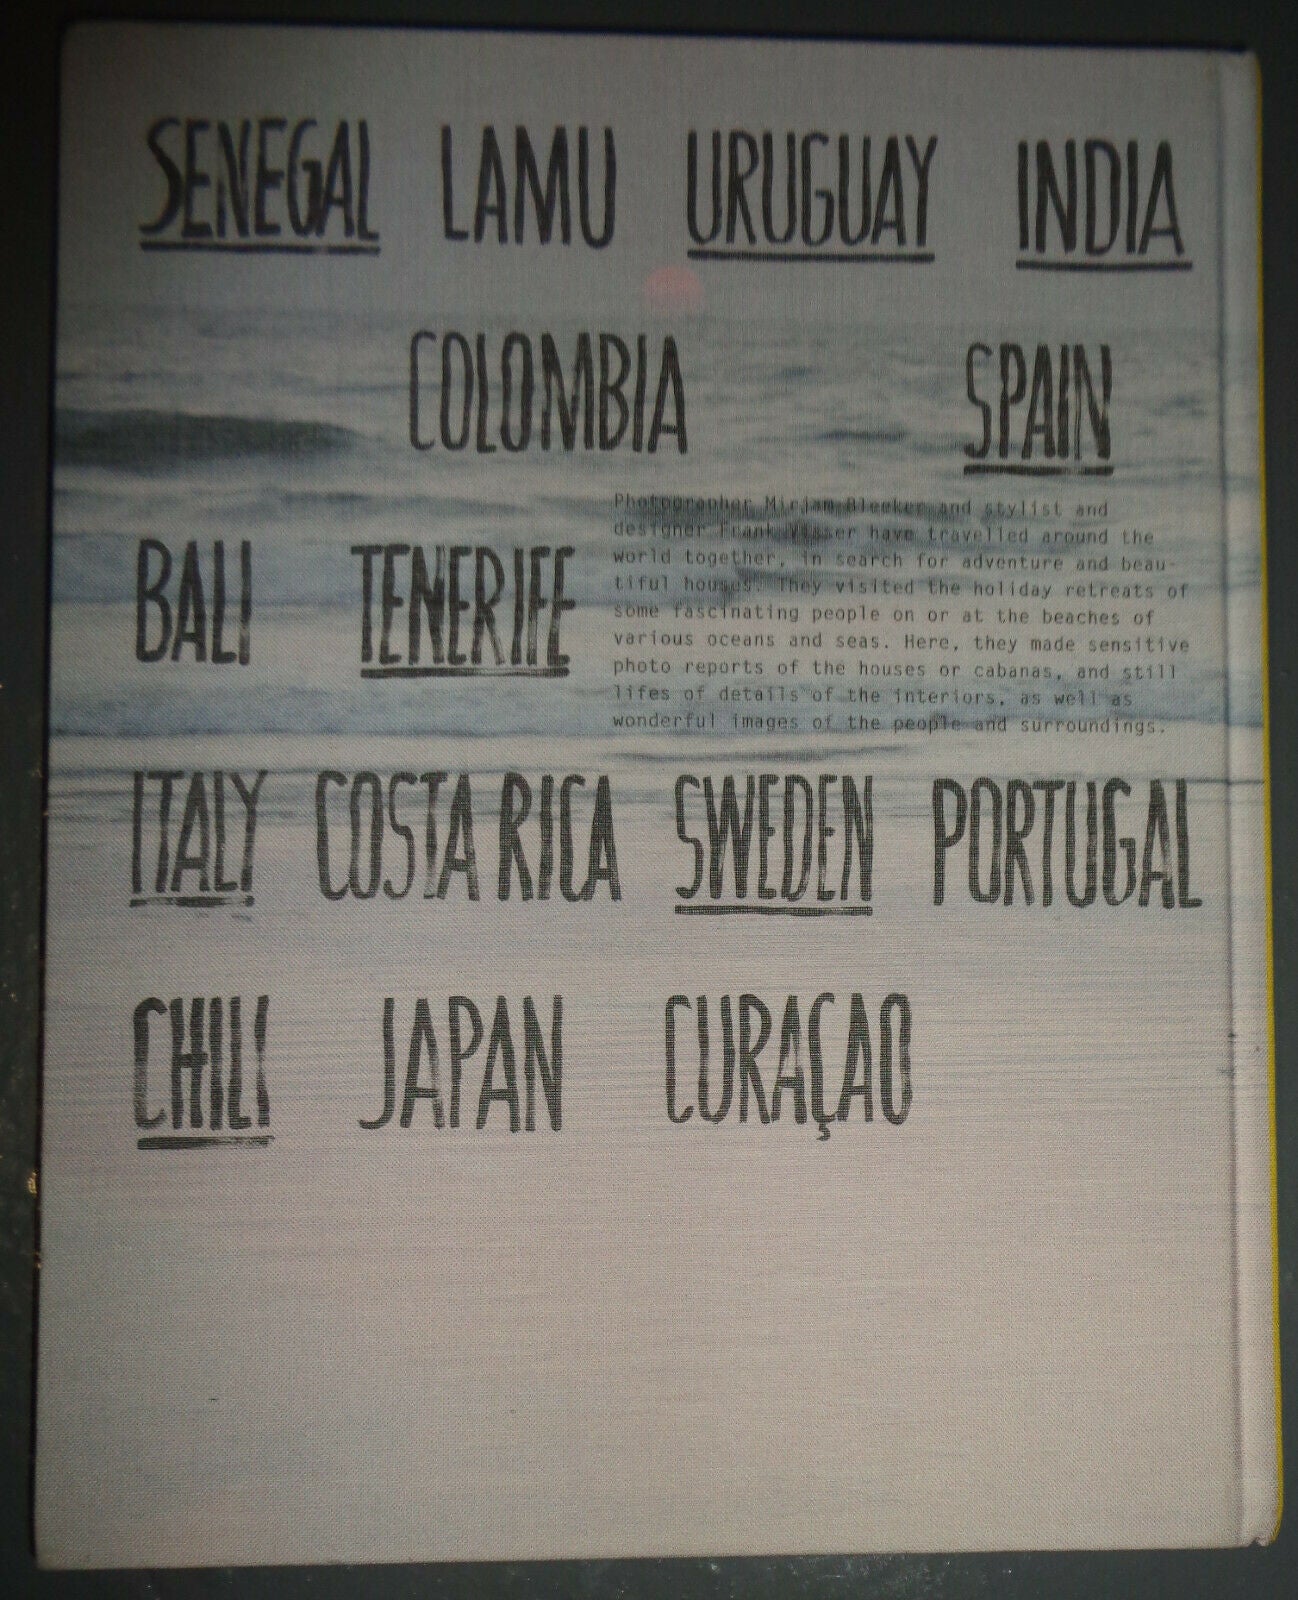 SENEGAL LAMU URUGUAY INDIA
COLOMBIA SPAIN
Photographer Mirjam Bleeker and stylist and
designer Frank Visser have travelled around the
world together, in search for adventure and beau-
tiful houses. They visited the holiday retreats of
some fascinating people on or at the beaches of
various oceans and seas. Here, they made sensitive
photo reports of the houses or cabanas, and still
lifes of details of the interiors, as well as
wonderful images of the people and surroundings.
BALI TENERIFE
ITALY COSTA RICA SWEDEN PORTUGAL
CHILI JAPAN CURAÇAO